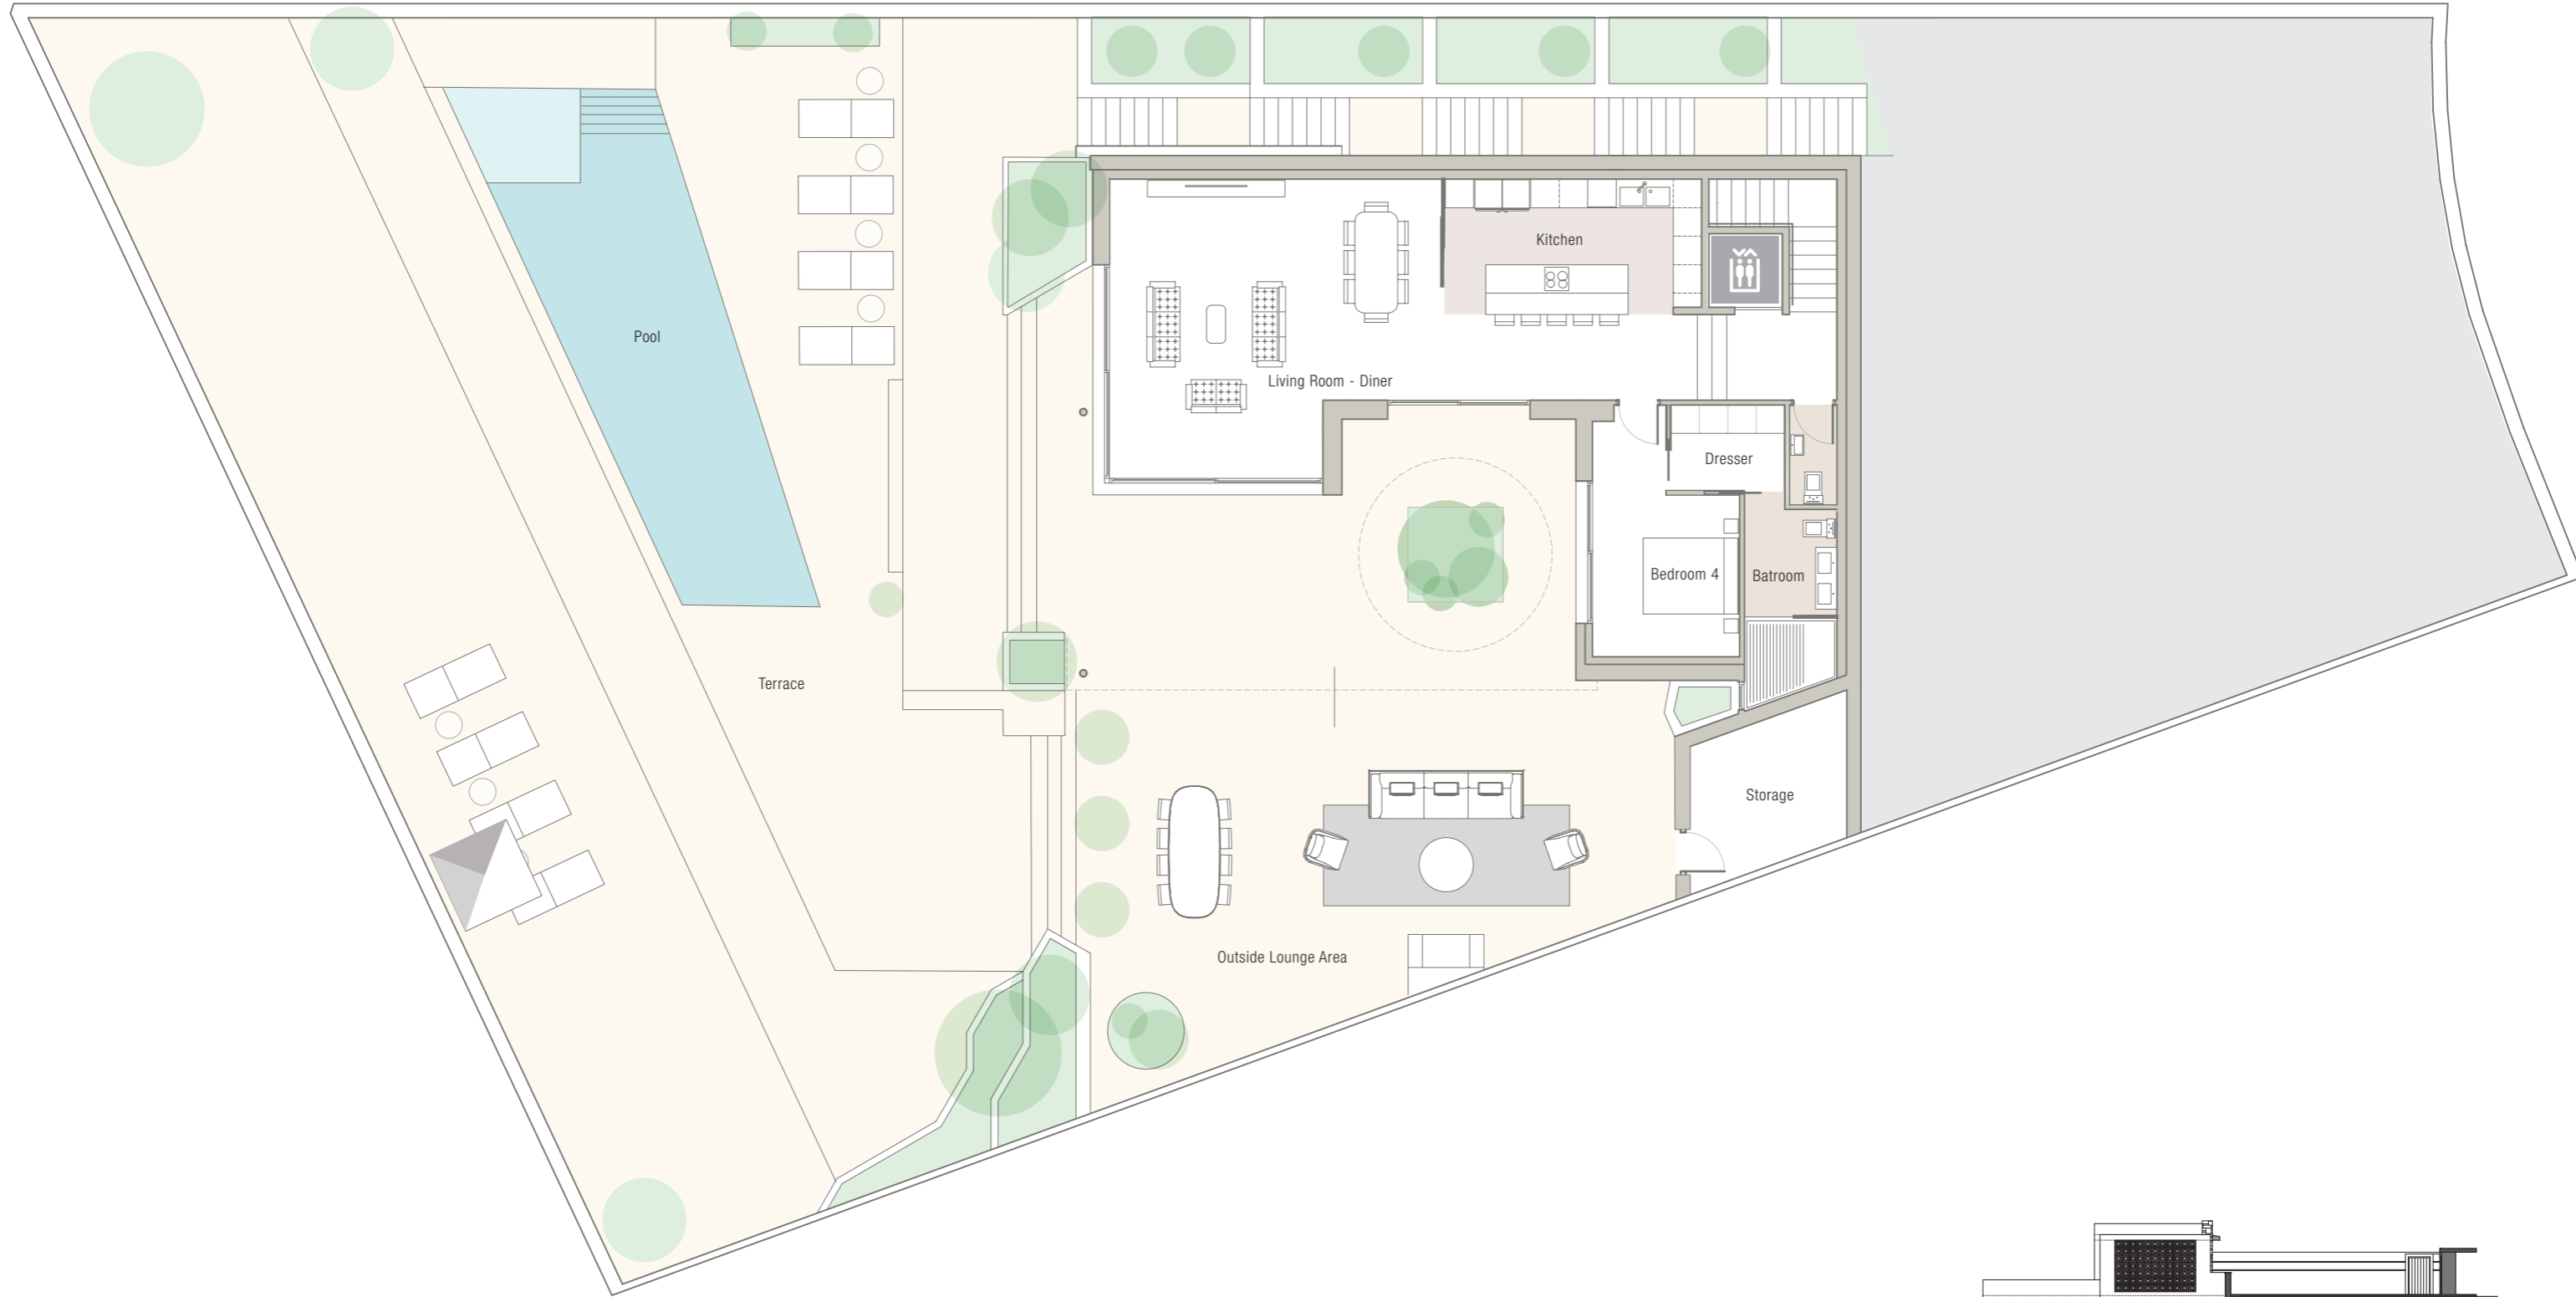 Kitchen
Pool
Living Room - Diner
Dresser
Bedroom 4
Batroom
Terrace
Storage
Outside Lounge Area